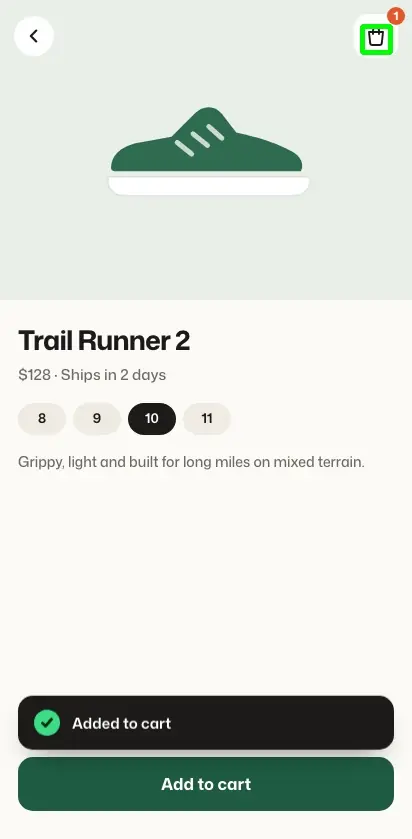 1
Trail Runner 2
$128 · Ships in 2 days
8 9 10 11
Grippy, light and built for long miles on mixed terrain.
Added to cart
Add to cart